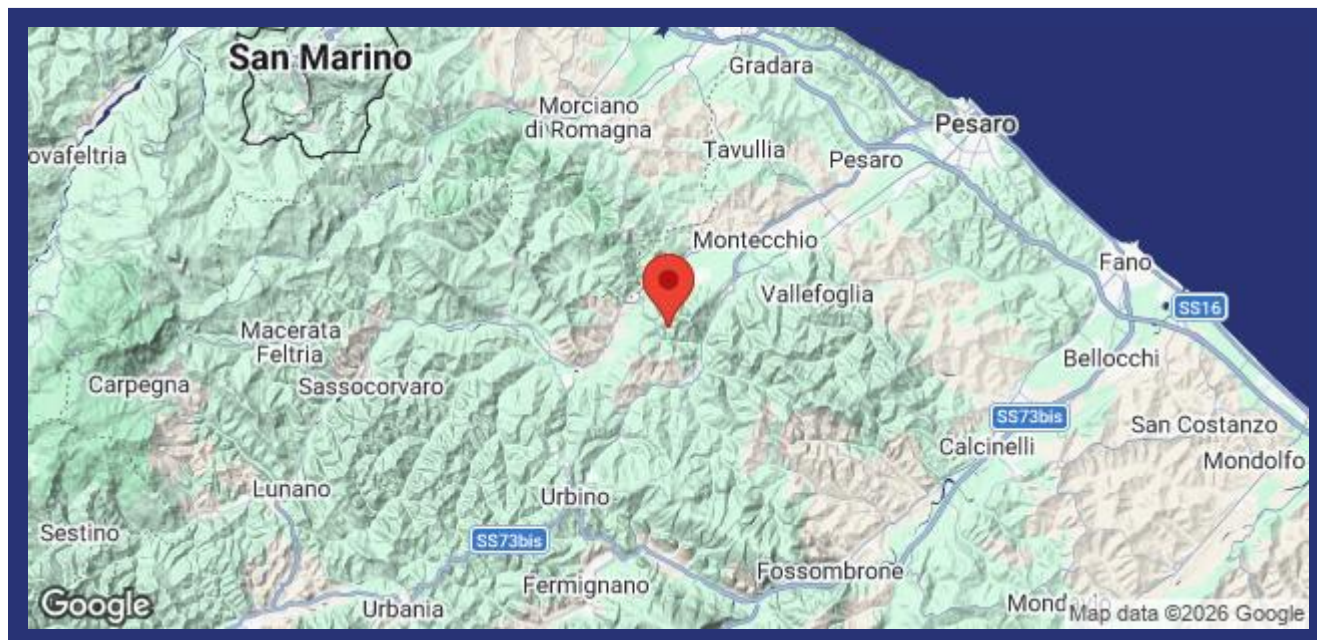 San Marino
Gradara
Morciano
di Romagna
Pesaro
ovafeltria
Tavullia
Pesaro
Montecchio
Fano
Vallefoglia
SS16
Macerata
Feltria
Bellocchi
Carpegna
Sassocorvaro
SS73bis
San Costanzo
Calcinelli
Mondolfo
Lunano
Urbino
Sestino
SS73bis
Fossombrone
Fermignano
Google
Urbania
Mondavio
Map data ©2026 Google